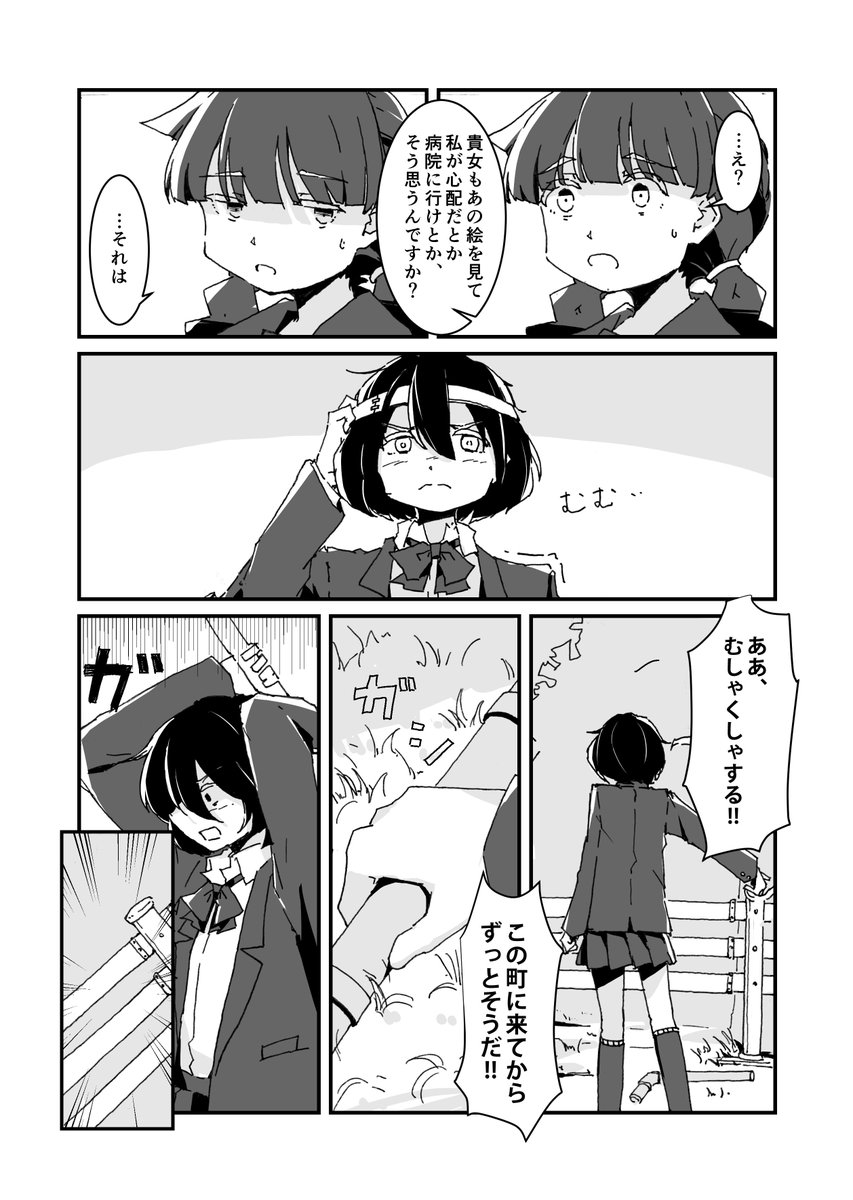 …え?
貴女もあの絵を見て
私が心配だとか
病院に行けとか、
そう思うんですか?
…それは
むむ…
ああ、
むしゃくしゃする!!
この町に来てから
ずっとそうだ!!
ガシ
ガ